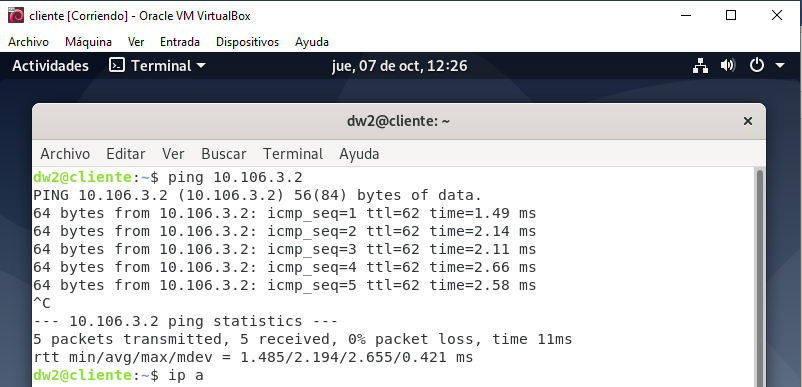 cliente [Corriendo] - Oracle VM VirtualBox
Archivo Máquina Ver Entrada Dispositivos Ayuda
Actividades Terminal jue, 07 de oct, 12:26
dw2@cliente: ~
Archivo Editar Ver Buscar Terminal Ayuda
dw2@cliente:~$ ping 10.106.3.2
PING 10.106.3.2 (10.106.3.2) 56(84) bytes of data.
64 bytes from 10.106.3.2: icmp_seq=1 ttl=62 time=1.49 ms
64 bytes from 10.106.3.2: icmp_seq=2 ttl=62 time=2.14 ms
64 bytes from 10.106.3.2: icmp_seq=3 ttl=62 time=2.11 ms
64 bytes from 10.106.3.2: icmp_seq=4 ttl=62 time=2.66 ms
64 bytes from 10.106.3.2: icmp_seq=5 ttl=62 time=2.58 ms
^C
--- 10.106.3.2 ping statistics ---
5 packets transmitted, 5 received, 0% packet loss, time 11ms
rtt min/avg/max/mdev = 1.485/2.194/2.655/0.421 ms
dw2@cliente:~$ ip a